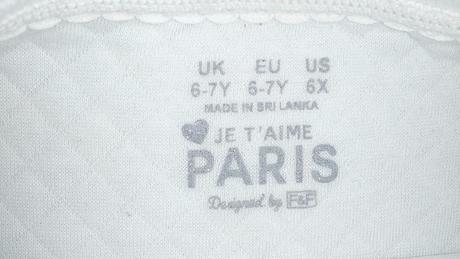 UK EU US
6-7Y 6-7Y 6X
MADE IN SRI LANKA
JE T'AIME
PARIS
Designed by F&F